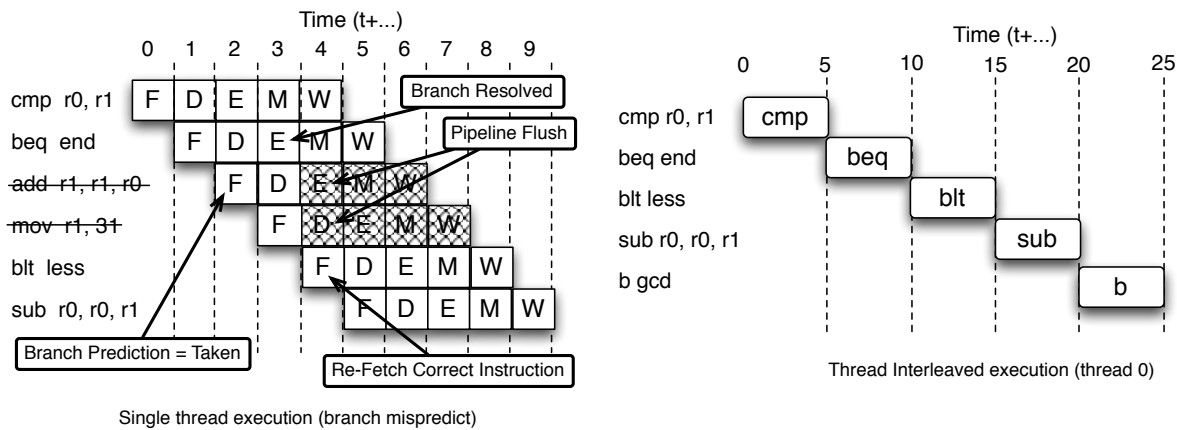 Time (t+...)
0 1 2 3 4 5 6 7 8 9
cmp r0, r1 F D E M W
Branch Resolved
beq end F D E M W
Pipeline Flush
add r1, r1, r0 F D E M W
mov r1, 31 F D E M W
blt less F D E M W
sub r0, r0, r1 F D E M W
Branch Prediction = Taken
Re-Fetch Correct Instruction
Single thread execution (branch mispredict)
Time (t+...)
0 5 10 15 20 25
cmp r0, r1 cmp
beq end beq
blt less blt
sub r0, r0, r1 sub
b gcd b
Thread Interleaved execution (thread 0)